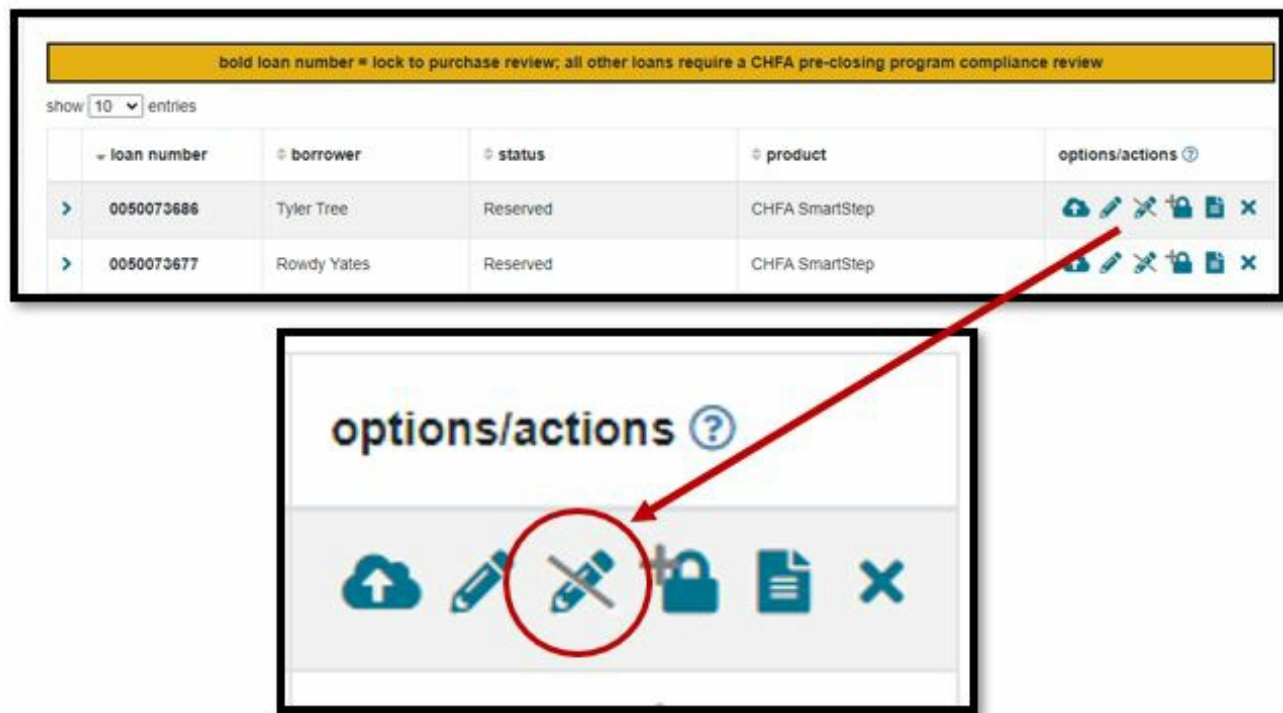 bold loan number = lock to purchase review; all other loans require a CHFA pre-closing program compliance review
show 10 entries
loan number borrower status product options/actions ?
0050073686 Tyler Tree Reserved CHFA SmartStep
0050073677 Rowdy Yates Reserved CHFA SmartStep
options/actions ?